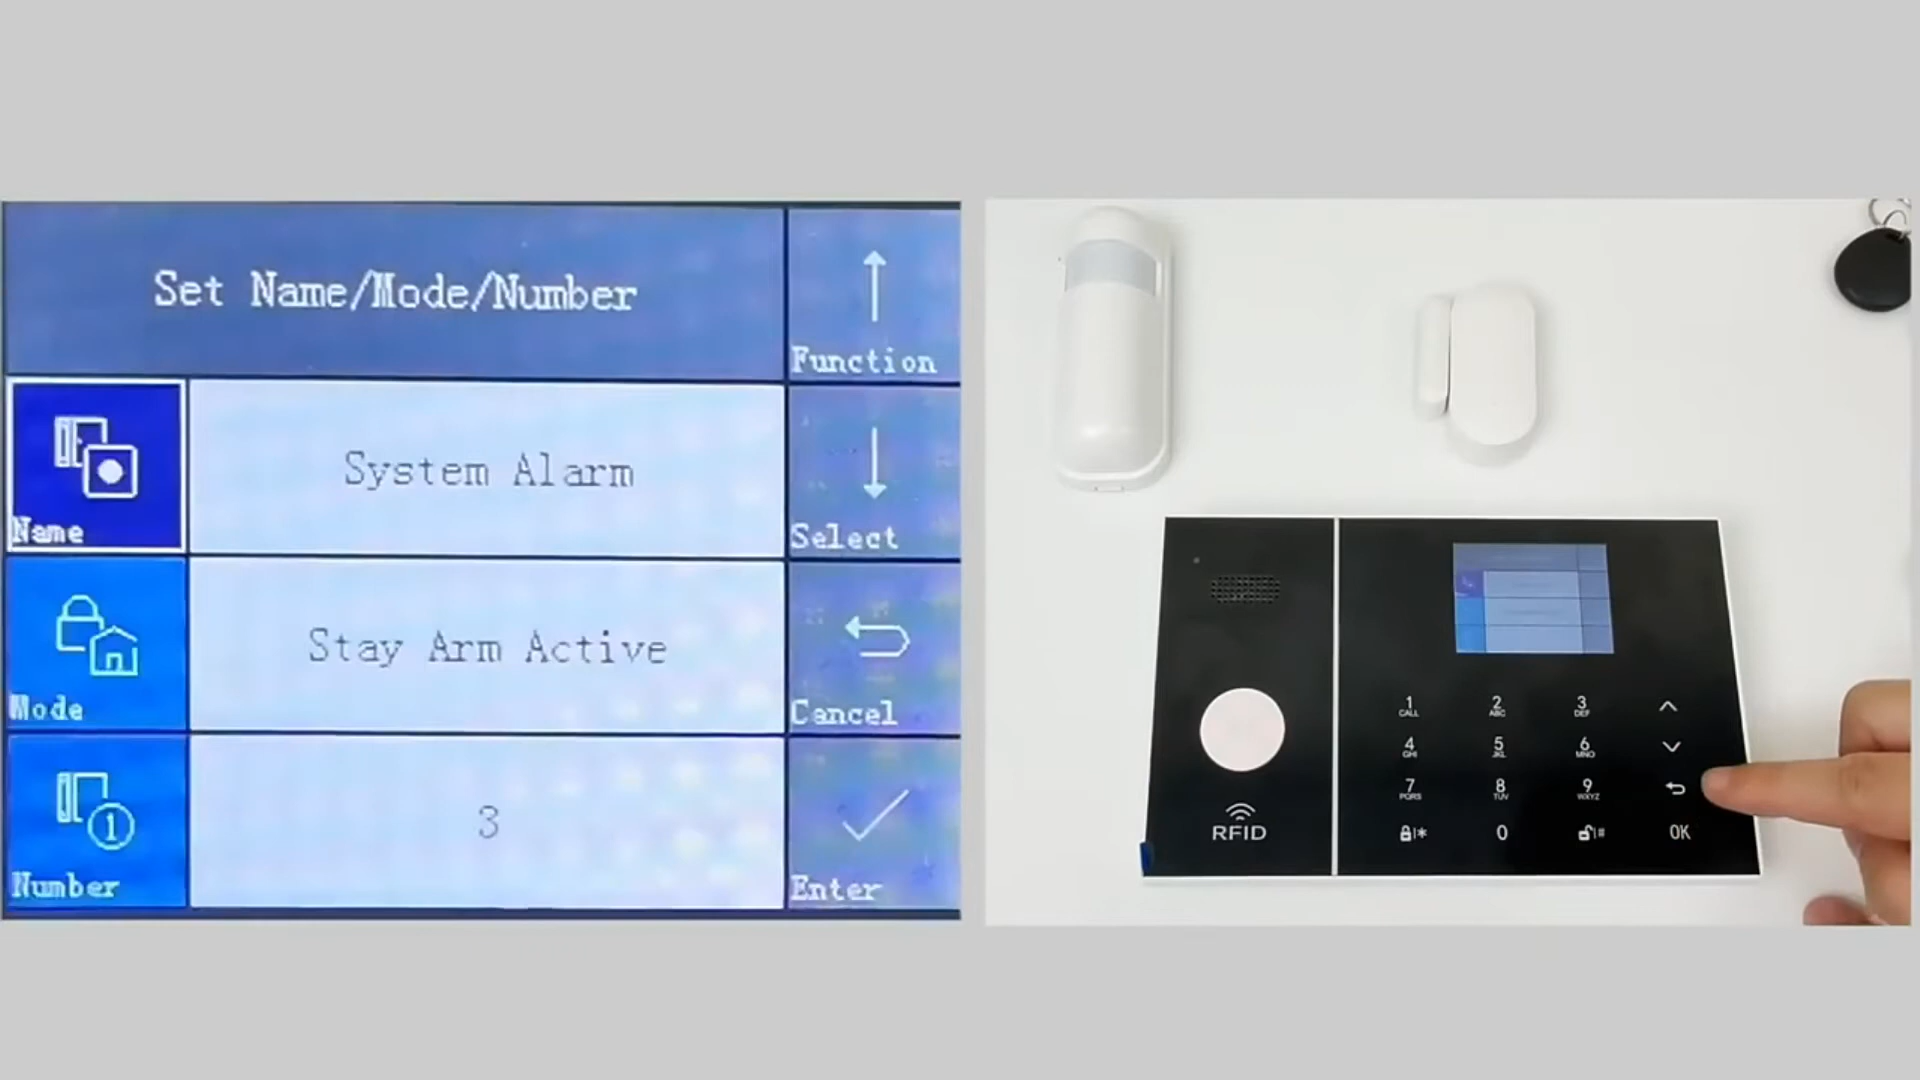 Set Name/Mode/Number
Function
System Alarm
Name
Select
Stay Arm Active
Mode
Cancel
3
Number
Enter
1
1
CALL
2
ABC
3
DEF
4
GHI
5
JKL
6
MNO
7
PQRS
8
TUV
9
WXYZ
|*
0
|#
OK
RFID